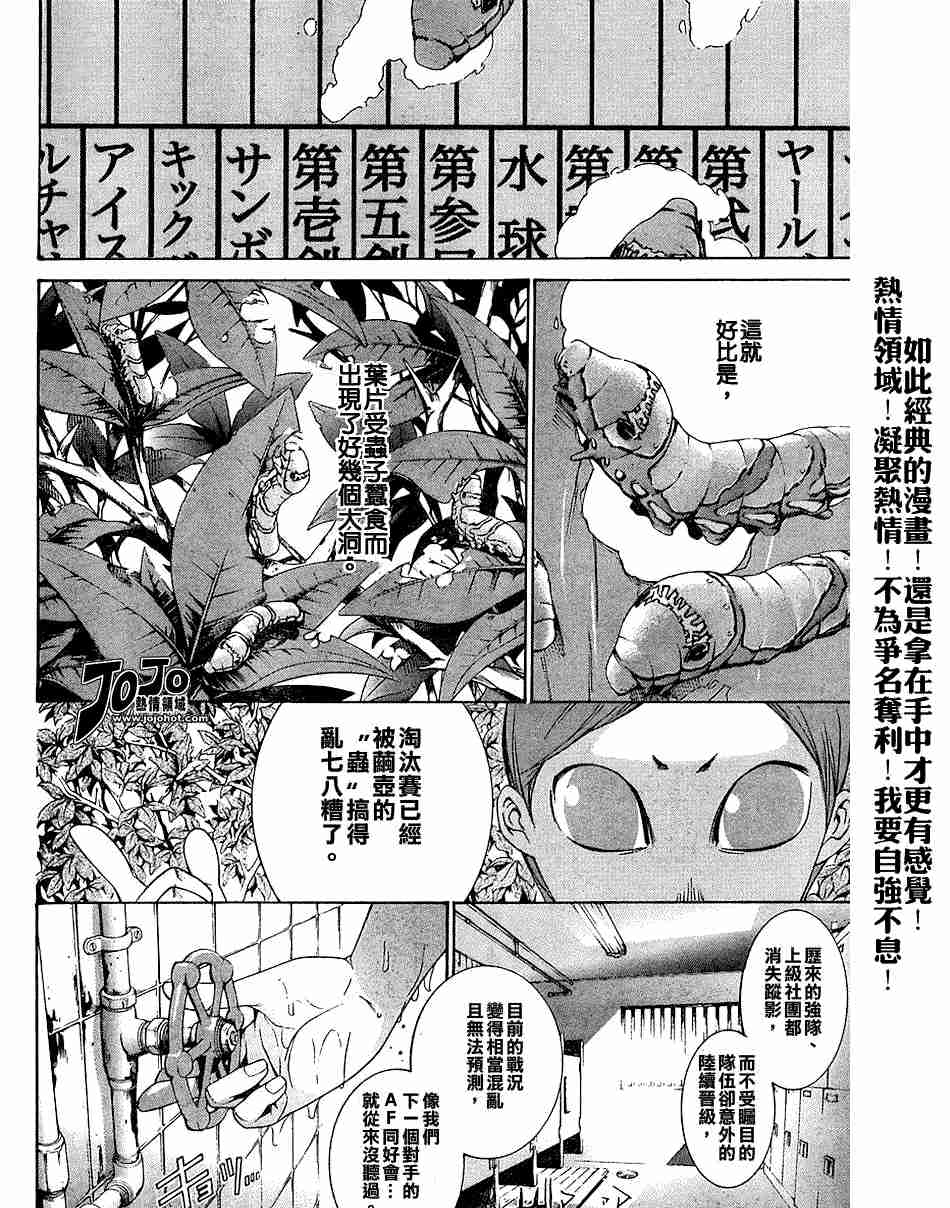 ヤール
第弐
第
第
水球
第参
第五剣
第壱剣
サンボ
キック
アイス
ルチャ
這就
好比是，
葉片受蟲子蠶食而
出現了好幾個大洞。
JOJO
熱情領域
www.jojohot.com
淘汰賽已經
被繭壺的
〞蟲〞搞得
亂七八糟了。
歷來的強隊、
上級社團都
消失蹤影，
而不受矚目的
隊伍卻意外的
陸續晉級，
目前的戰況
變得相當混亂
且無法預測，
像我們
下一個對手的
AF同好會…
就從來沒聽過。
キョッ
如此經典的漫畫！還是拿在手中才更有感覺！
熱情領域！凝聚熱情！不為爭名奪利！我要自強不息！